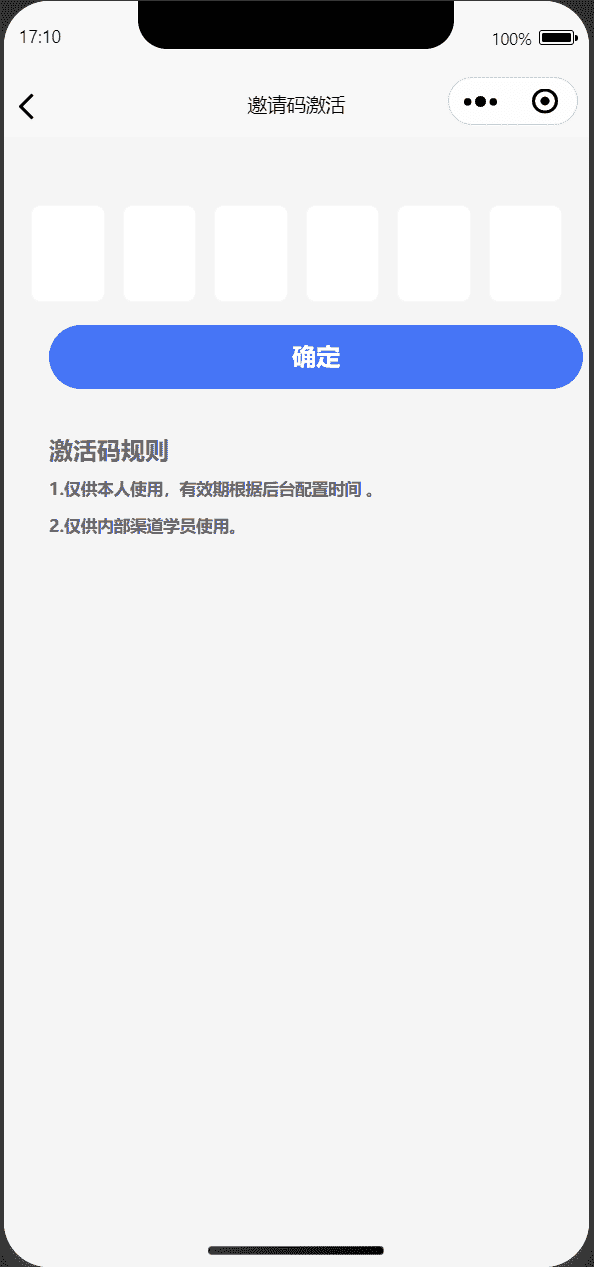 17:10
100%
邀请码激活
确定
激活码规则
1.仅供本人使用，有效期根据后台配置时间 。
2.仅供内部渠道学员使用。